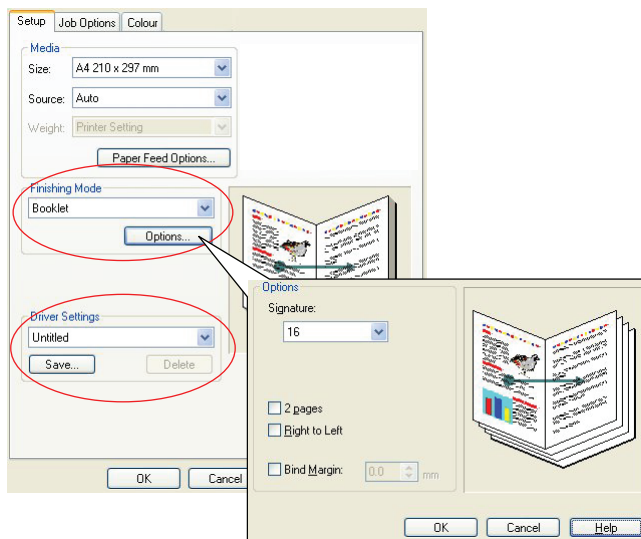 Setup Job Options Colour
Media
Size: A4 210 x 297 mm
Source: Auto
Weight: Printer Setting
Paper Feed Options...
Finishing Mode
Booklet
Options...
Driver Settings
Untitled
Save... Delete
OK Cancel
Options
Signature:
16
2 pages
Right to Left
Bind Margin: 0.0 mm
OK Cancel Help